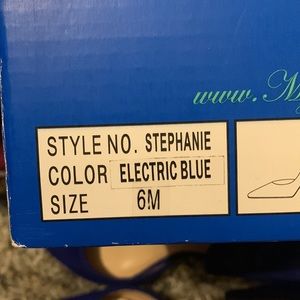 www.M
STYLE NO. STEPHANIE
COLOR ELECTRIC BLUE
SIZE 6M